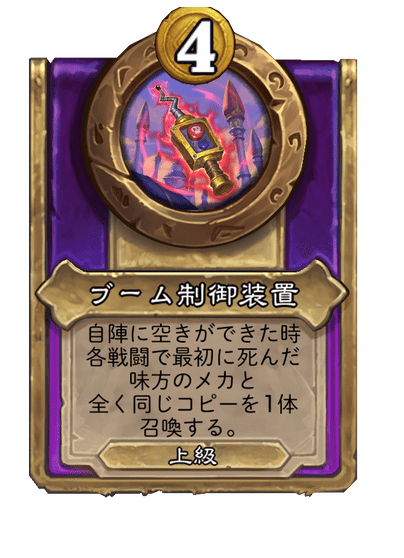 4
ブーム制御装置
自陣に空きができた時
各戦闘で最初に死んだ
味方のメカと
全く同じコピーを1体
召喚する。
上級